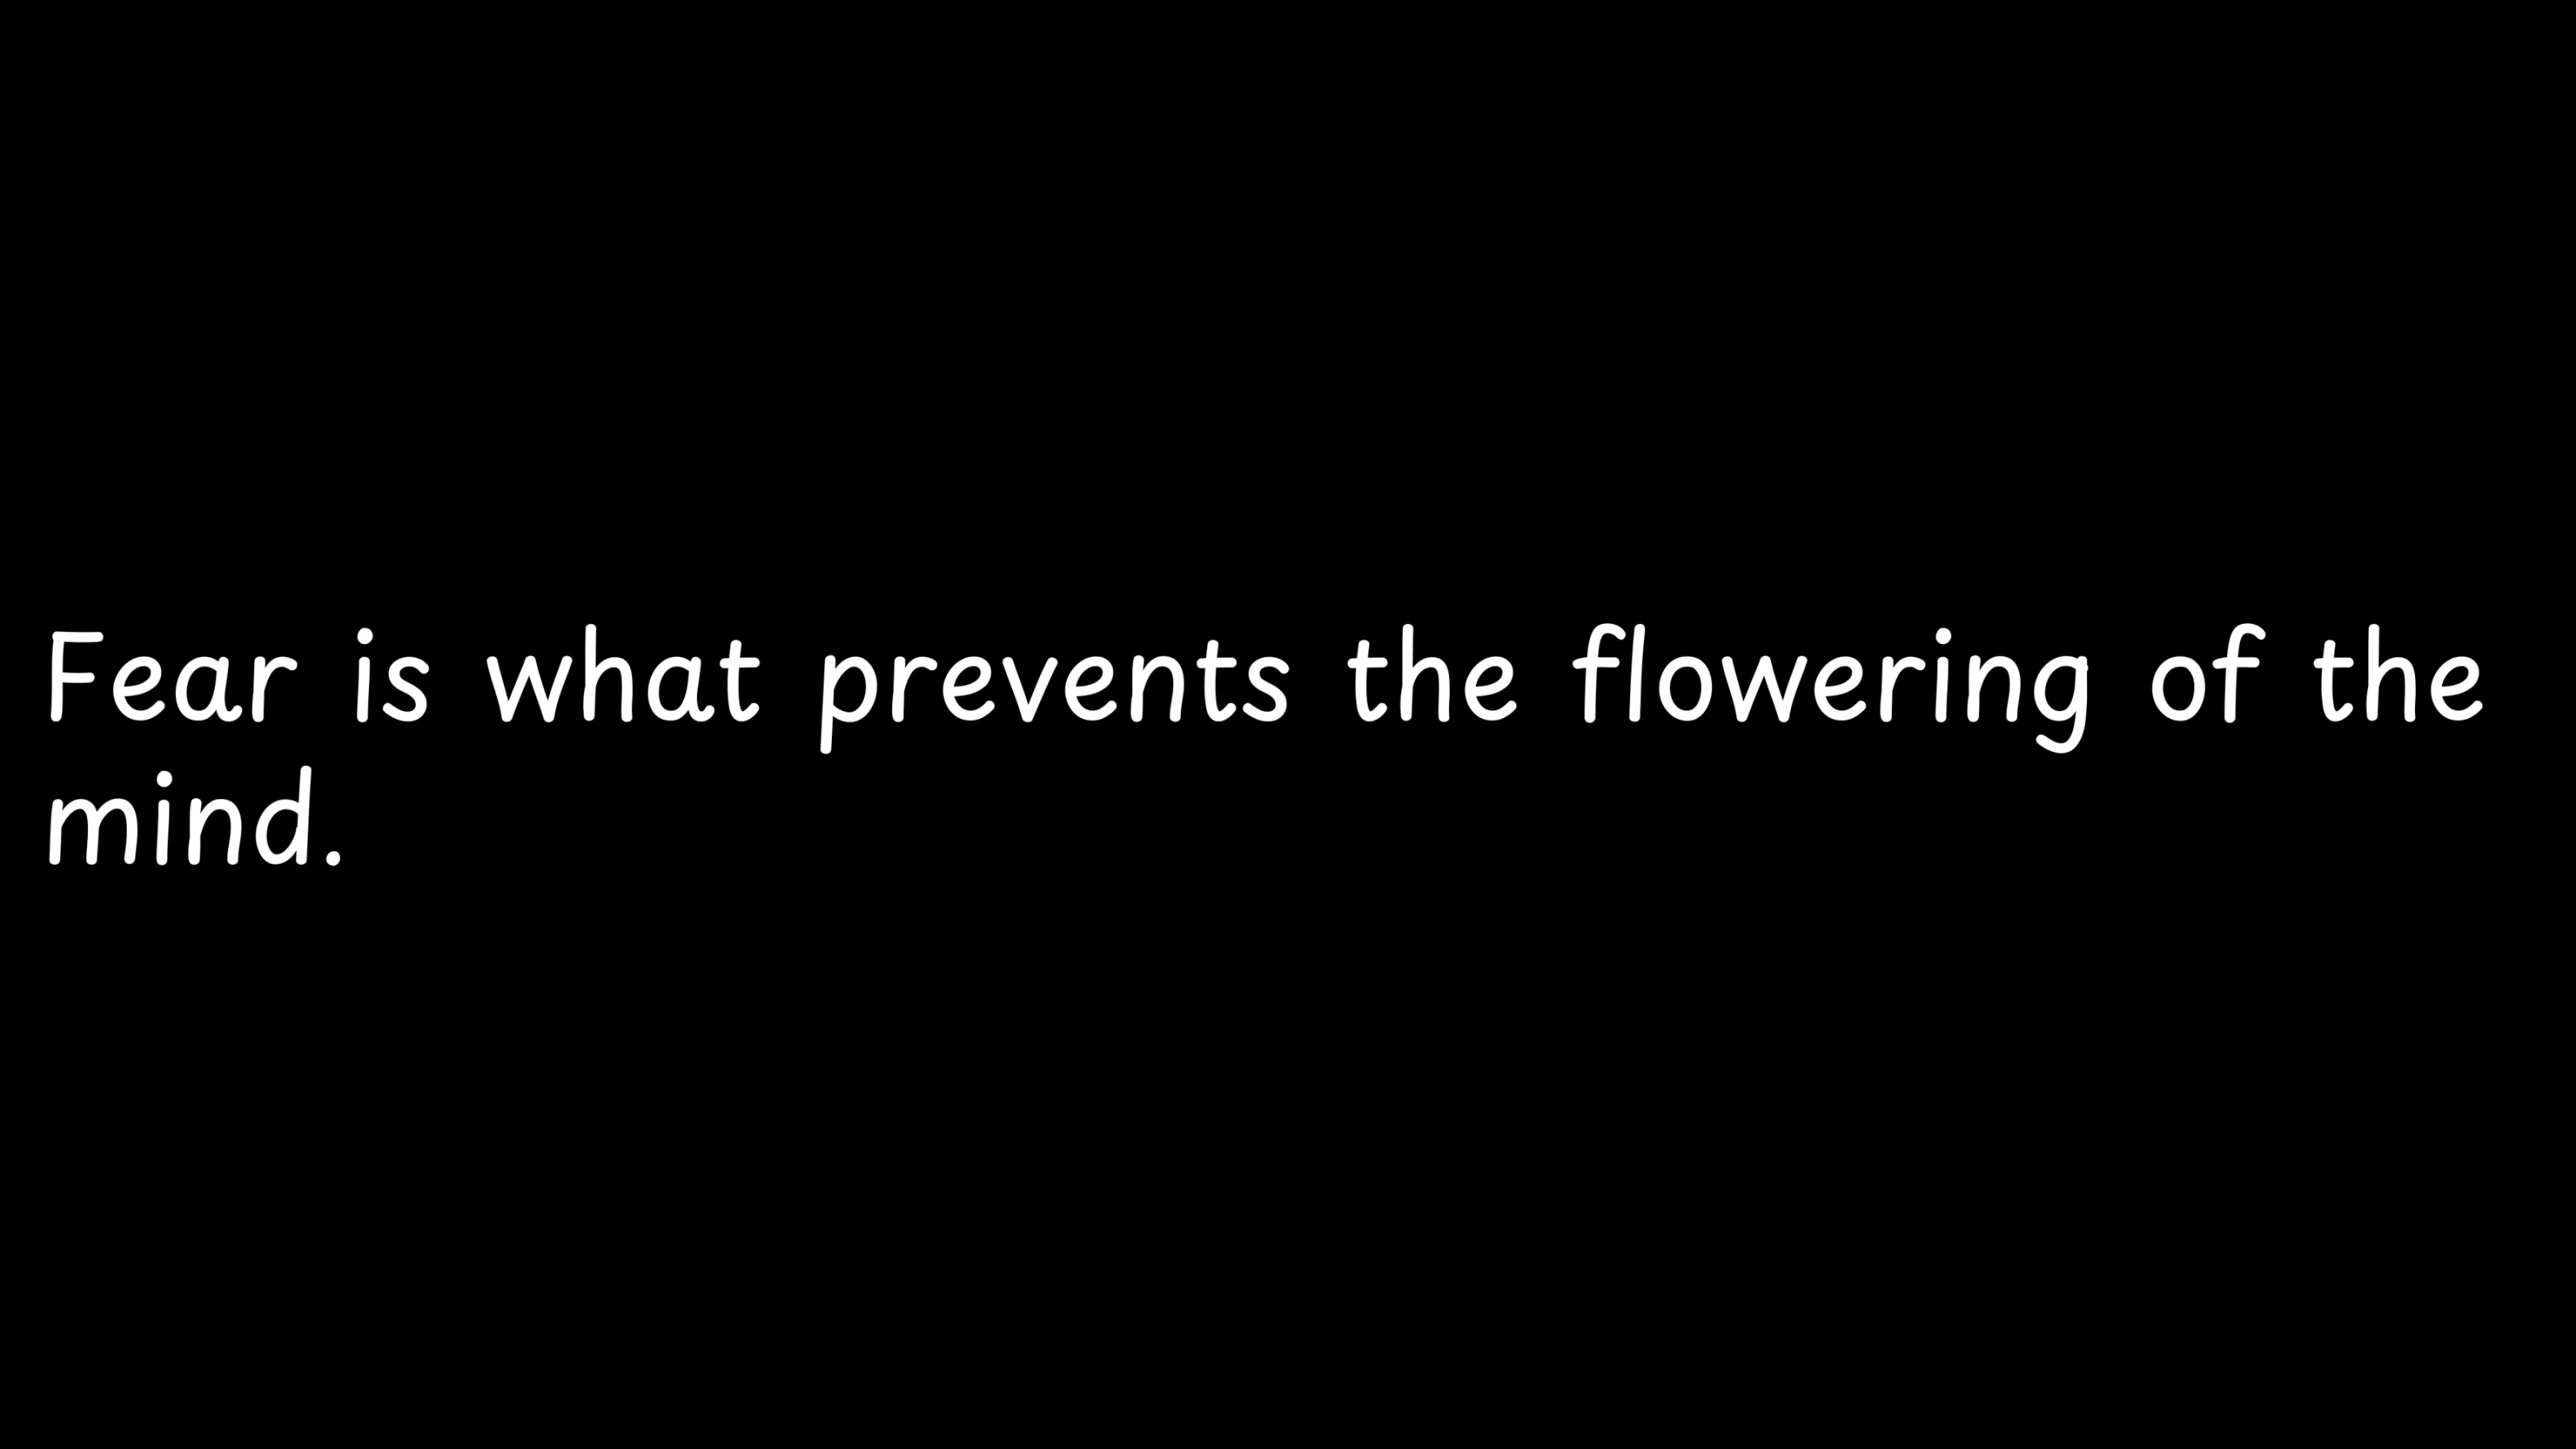 Fear is what prevents the flowering of the
mind.